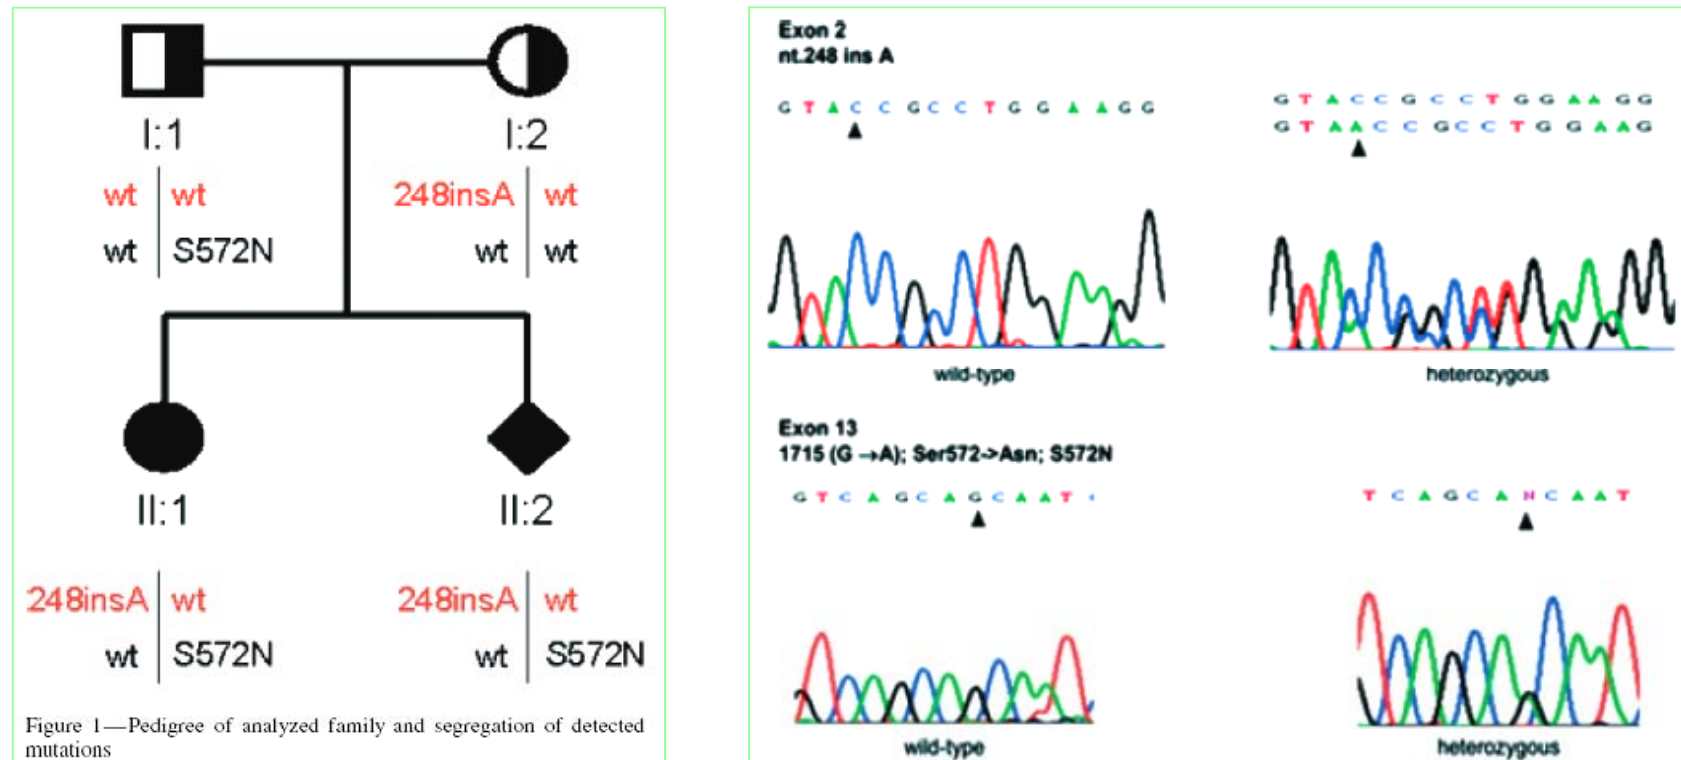 I:1
I:2
wt wt
wt S572N
248insA wt
wt wt
II:1
II:2
248insA wt
wt S572N
248insA wt
wt S572N
Figure 1—Pedigree of analyzed family and segregation of detected
mutations
Exon 2
nt.248 ins A
G T A C C G C C T G G A A G G
G T A C C G C C T G G A A G G
G T A A C C G C C T G G A A G
wild-type
heterozygous
Exon 13
1715 (G →A); Ser572->Asn; S572N
G T C A G C A G C A A T
T C A G C A N C A A T
wild-type
heterozygous